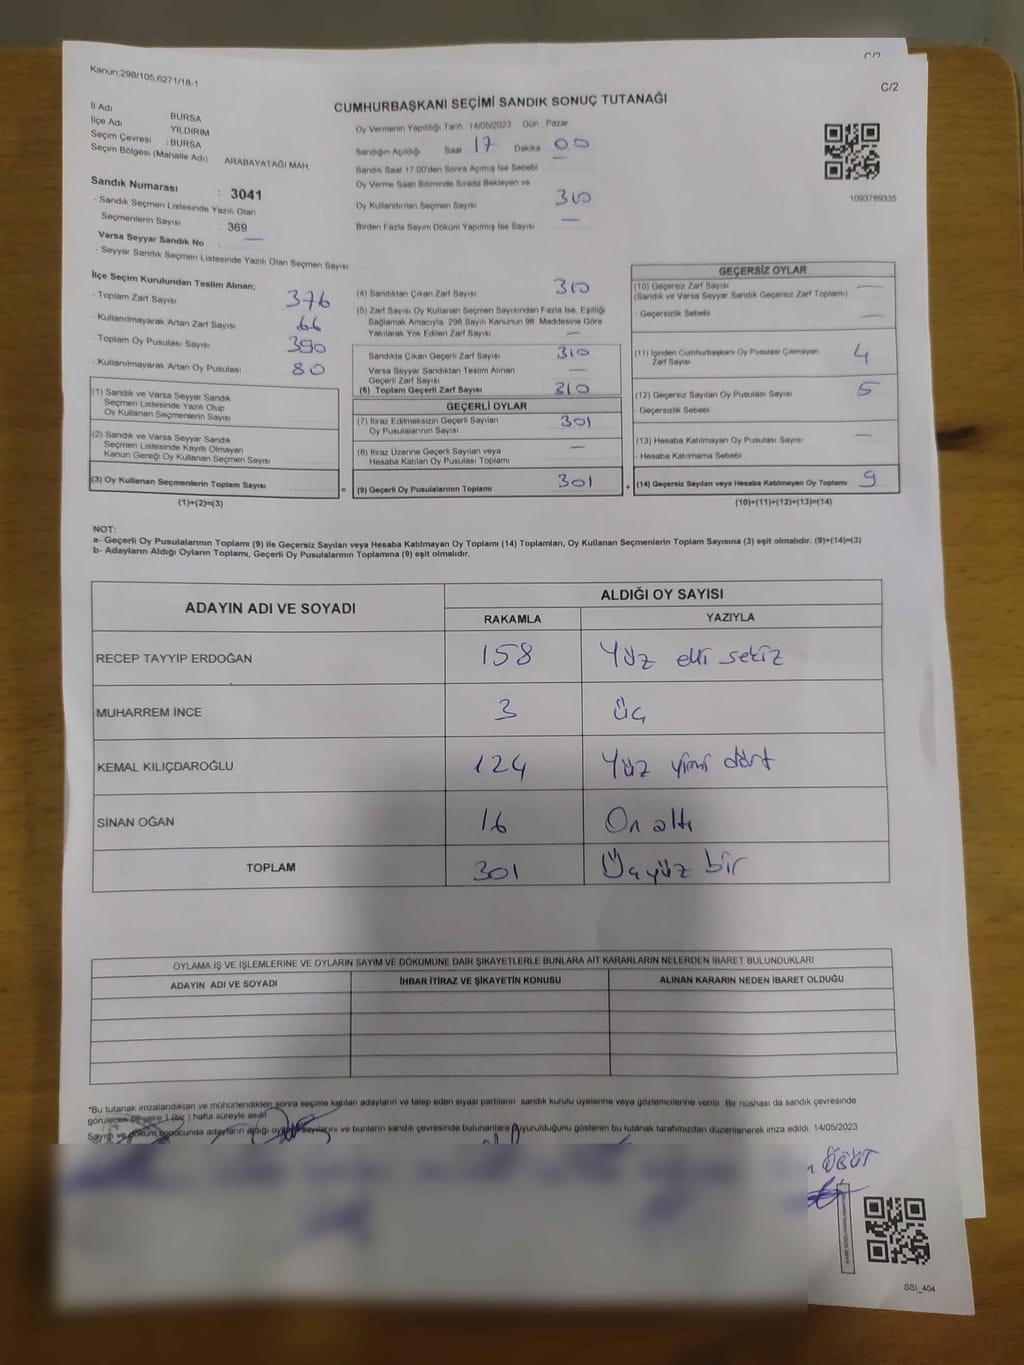 C/2
C/2
Kanun;298/105;6271/18-1
CUMHURBAŞKANI SEÇİMİ SANDIK SONUÇ TUTANAĞI
İl Adı BURSA
İlçe Adı YILDIRIM
Seçim Çevresi : BURSA
Seçim Bölgesi (Mahalle Adı) ARABAYATAĞI MAH
Sandık Numarası : 3041
- Sandık Seçmen Listesinde Yazılı Olan
Seçmenlerin Sayısı : 369
Varsa Seyyar Sandık No : —
- Seyyar Sandık Seçmen Listesinde Yazılı Olan Seçmen Sayısı
Oy Vermenin Yapıldığı Tarih 14/05/2023 Gün : Pazar
Sandığın Açıldığı Saat 17 Dakika 00
Sandık Saat 17.00'den Sonra Açımış İse Sebebi —
Oy Verme Saati Bitiminde Sırada Bekleyen ve
Oy Kullandırılan Seçmen Sayısı 310
Birden Fazla Sayım Döküm Yapılmış İse Sayısı —
1093789335
İlçe Seçim Kurulundan Teslim Alınan;
- Toplam Zarf Sayısı 376
- Kullanılmayarak Artan Zarf Sayısı 66
- Toplam Oy Pusulası Sayısı 390
- Kullanılmayarak Artan Oy Pusulası 80
(1) Sandık ve Varsa Seyyar Sandık
Seçmen Listesinde Yazılı Olup
Oy Kullanan Seçmenlerin Sayısı
(2) Sandık ve Varsa Seyyar Sandık
Seçmen Listesinde Kayıtlı Olmayan
Kanun Gereği Oy Kullanan Seçmen Sayısı
(3) Oy Kullanan Seçmenlerin Toplam Sayısı
(1)+(2)=(3)
(4) Sandıktan Çıkan Zarf Sayısı 310
(5) Zarf Sayısı Oy Kullanan Seçmen Sayısından Fazla İse, Eşitliği
Sağlamak Amacıyla, 298 Sayılı Kanunun 98. Maddesine Göre
Yakılarak Yok Edilen Zarf Sayısı —
Sandıkta Çıkan Geçerli Zarf Sayısı 310
Varsa Seyyar Sandıktan Teslim Alınan
Geçerli Zarf Sayısı —
(6) Toplam Geçerli Zarf Sayısı 310
GEÇERLİ OYLAR
(7) İtiraz Edilmeksizin Geçerli Sayılan
Oy Pusulalarının Sayısı 301
(8) İtiraz Üzerine Geçerli Sayılan veya
Hesaba Katılan Oy Pusulası Toplamı —
= (9) Geçerli Oy Pusulalarının Toplamı 301
GEÇERSİZ OYLAR
(10) Geçersiz Zarf Sayısı —
(Sandık ve Varsa Seyyar Sandık Geçersiz Zarf Toplamı)
- Geçersizlik Sebebi —
(11) İçinden Cumhurbaşkanı Oy Pusulası Çıkmayan
Zarf Sayısı 4
(12) Geçersiz Sayılan Oy Pusulası Sayısı 5
- Geçersizlik Sebebi
(13) Hesaba Katılmayan Oy Pusulası Sayısı —
- Hesaba Katılmama Sebebi
+ (14) Geçersiz Sayılan veya Hesaba Katılmayan Oy Toplamı 9
(10)+(11)+(12)+(13)=(14)
NOT:
a- Geçerli Oy Pusulalarının Toplamı (9) ile Geçersiz Sayılan veya Hesaba Katılmayan Oy Toplamı (14) Toplamları, Oy Kullanan Seçmenlerin Toplam Sayısına (3) eşit olmalıdır. (9)+(14)=(3)
b- Adayların Aldığı Oyların Toplamı, Geçerli Oy Pusulalarının Toplamına (9) eşit olmalıdır.
ADAYIN ADI VE SOYADI ALDIĞI OY SAYISI
RAKAMLA YAZIYLA
RECEP TAYYİP ERDOĞAN 158 Yüz elli sekiz
MUHARREM İNCE 3 Üç
KEMAL KILIÇDAROĞLU 124 Yüz yirmi dört
SİNAN OĞAN 16 On altı
TOPLAM 301 Üçyüz bir
OYLAMA İŞ VE İŞLEMLERİNE VE OYLARIN SAYIM VE DÖKÜMÜNE DAİR ŞİKAYETLERLE BUNLARA AİT KARARLARIN NELERDEN İBARET BULUNDUKLARI
ADAYIN ADI VE SOYADI İHBAR İTİRAZ VE ŞİKAYETİN KONUSU ALINAN KARARIN NEDEN İBARET OLDUĞU
*Bu tutanak imzalandıktan ve mühürlendikten sonra seçime katılan adayların ve talep eden siyasi partilerin sandık kurulu üyelerine veya gözlemcilerine verilir. Bir nüshası da sandık çevresinde
görülecek bir yere 1 (bir) hafta süreyle asılır
Sayım ve döküm sonucunda adayların aldığı oy sayılarını ve bunların sandık çevresinde bulunanlara duyurulduğunu gösteren bu tutanak tarafımızdan düzenlenerek imza edildi. 14/05/2023
SSI_404